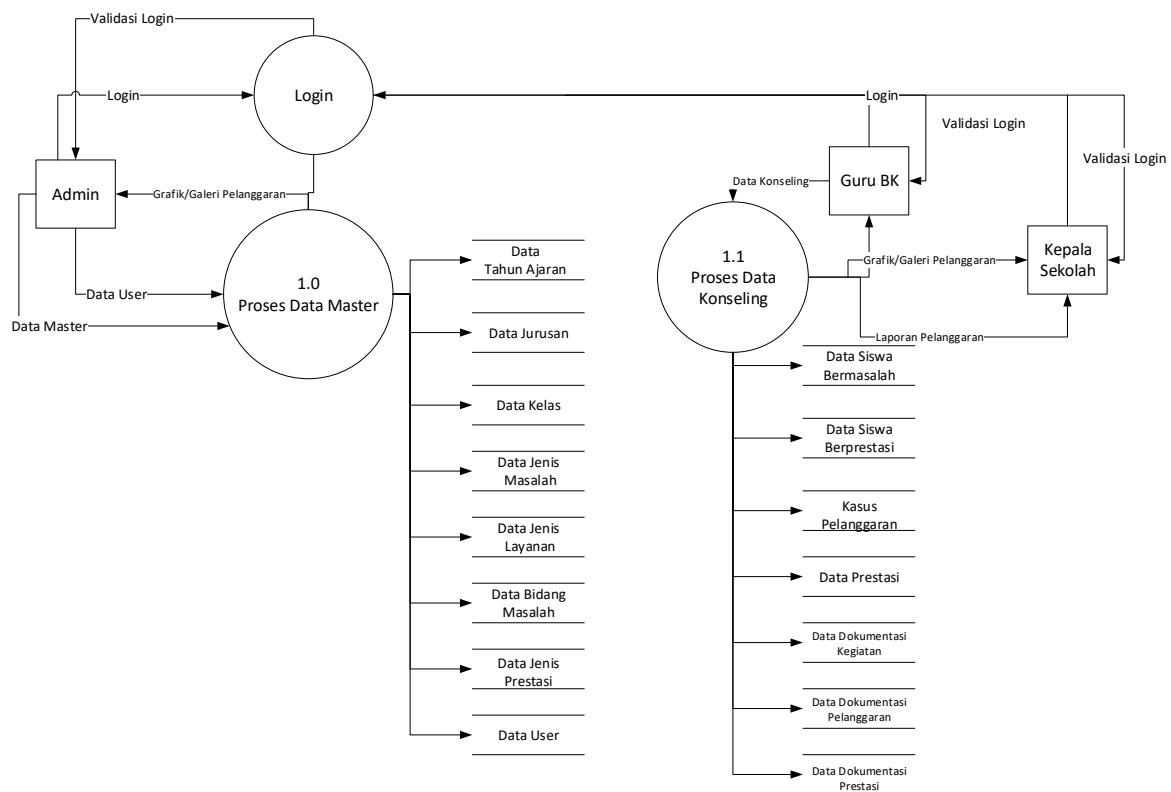 Validasi Login
Login
Login
Admin
Grafik/Galeri Pelanggaran
Data User
Data Master
1.0
Proses Data Master
Data
Tahun Ajaran
Data Jurusan
Data Kelas
Data Jenis
Masalah
Data Jenis
Layanan
Data Bidang
Masalah
Data Jenis
Prestasi
Data User
Login
Validasi Login
Validasi Login
Guru BK
Data Konseling
1.1
Proses Data
Konseling
Grafik/Galeri Pelanggaran
Kepala
Sekolah
Laporan Pelanggaran
Data Siswa
Bermasalah
Data Siswa
Berprestasi
Kasus
Pelanggaran
Data Prestasi
Data Dokumentasi
Kegiatan
Data Dokumentasi
Pelanggaran
Data Dokumentasi
Prestasi